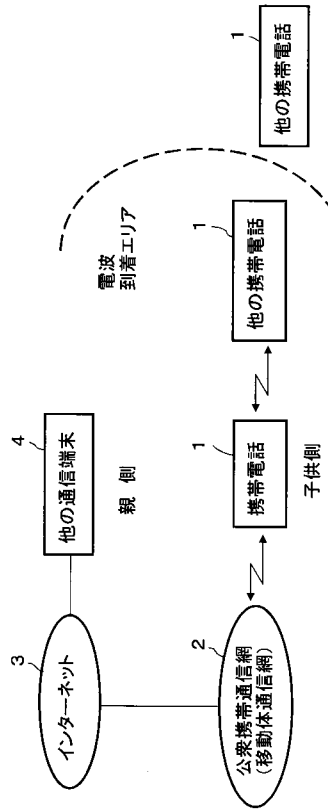 3
インターネット
4
他の通信端末
親 側
電波
到着エリア
2
公衆携帯通信網
(移動体通信網)
1
携帯電話
子供側
1
他の携帯電話
1
他の携帯電話